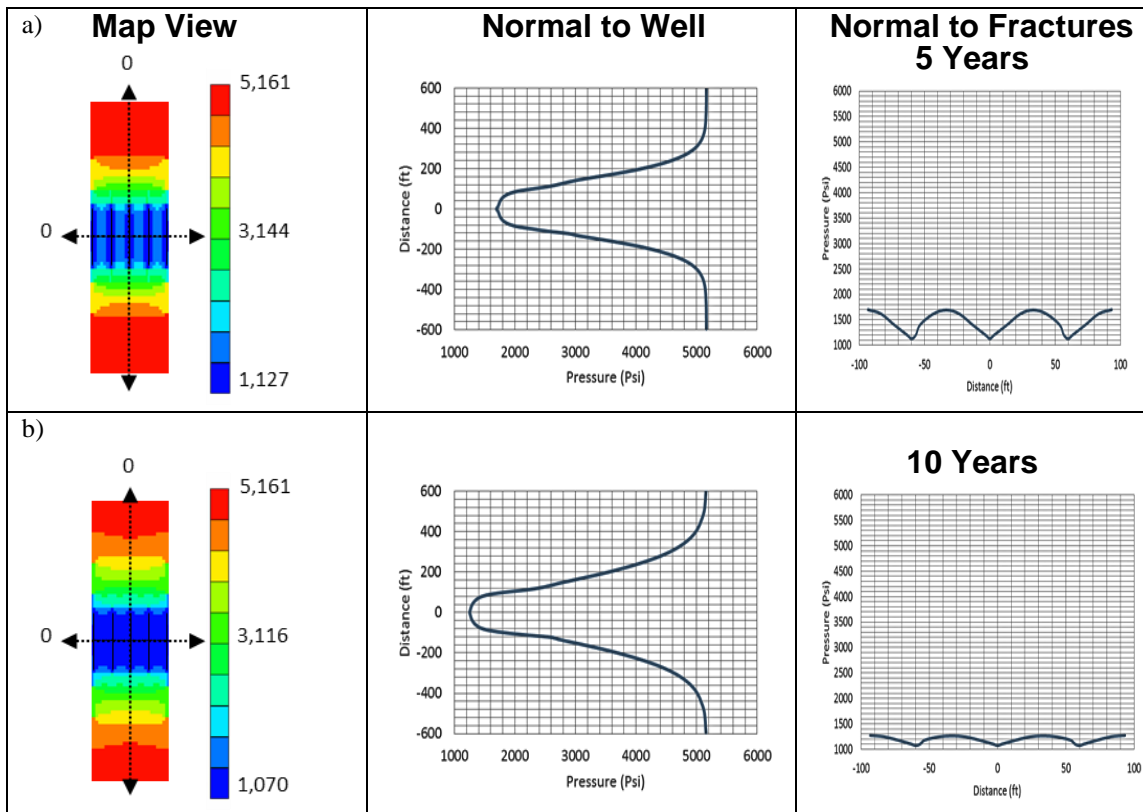 a)
Map View
0
5,161
0
3,144
1,127
Normal to Well
600
400
200
0
-200
-400
-600
Distance (ft)
1000 2000 3000 4000 5000 6000
Pressure (Psi)
Normal to Fractures
5 Years
6000
5500
5000
4500
4000
3500
3000
2500
2000
1500
1000
Pressure (Psi)
-100 -50 0 50 100
Distance (ft)
b)
0
5,161
0
3,116
1,070
600
400
200
0
-200
-400
-600
Distance (ft)
1000 2000 3000 4000 5000 6000
Pressure (Psi)
10 Years
6000
5500
5000
4500
4000
3500
3000
2500
2000
1500
1000
Pressure (Psi)
-100 -50 0 50 100
Distance (ft)